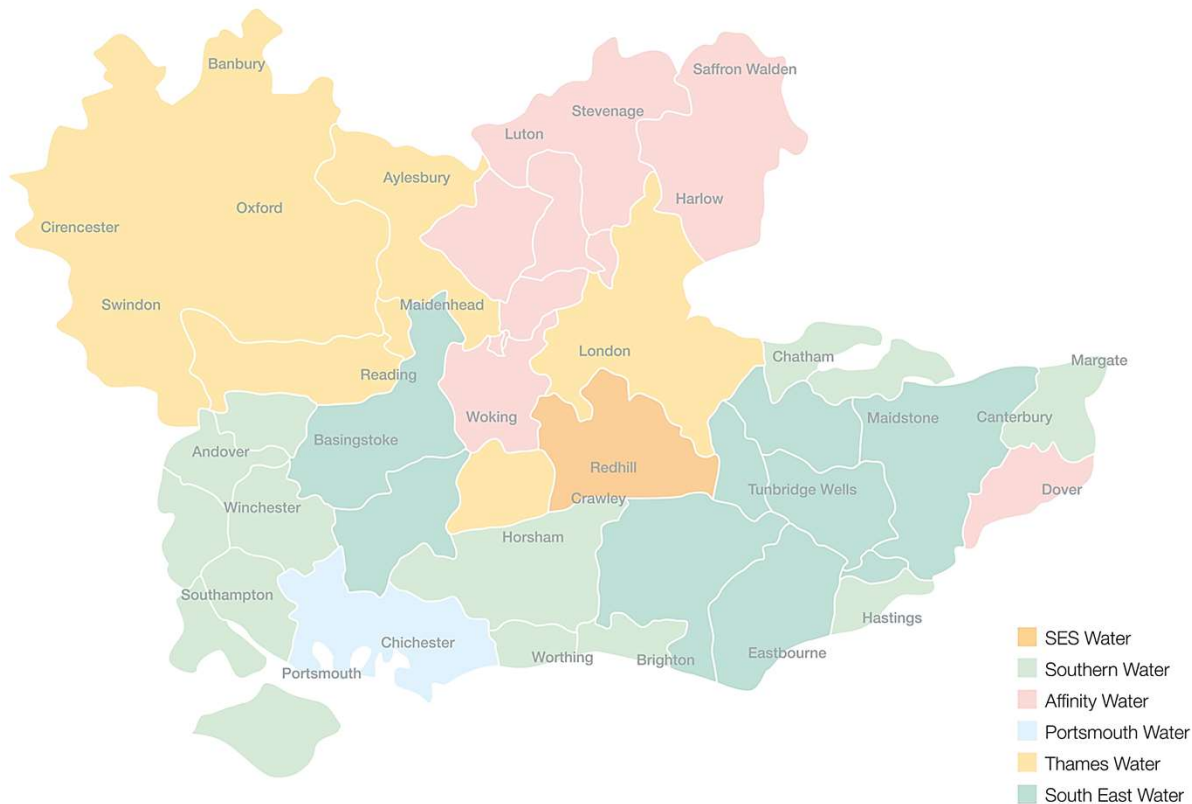 Banbury
Saffron Walden
Stevenage
Luton
Aylesbury
Harlow
Oxford
Cirencester
Swindon
Maidenhead
London
Chatham
Margate
Reading
Woking
Maidstone
Canterbury
Basingstoke
Andover
Redhill
Tunbridge Wells
Dover
Crawley
Winchester
Horsham
Southampton
Hastings
Chichester
Worthing
Brighton
Eastbourne
Portsmouth
SES Water
Southern Water
Affinity Water
Portsmouth Water
Thames Water
South East Water